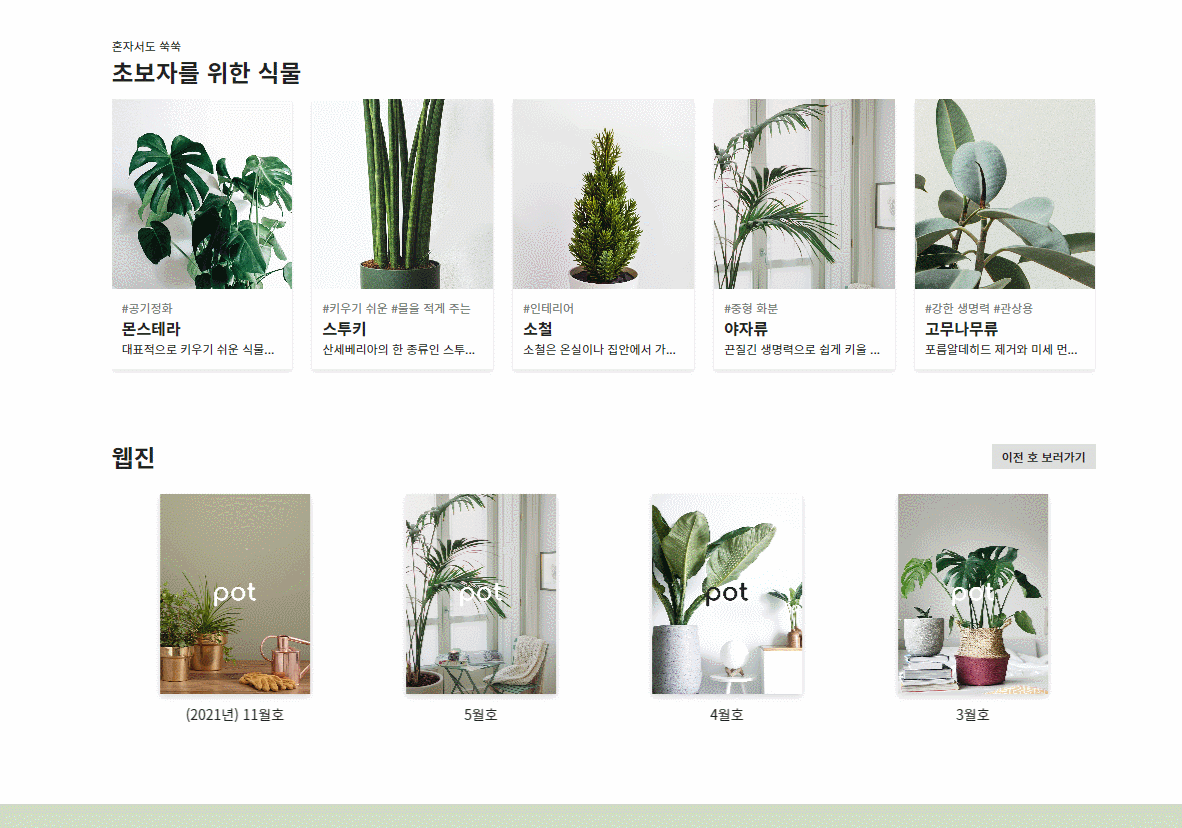 혼자서도 쑥쑥
초보자를 위한 식물
#공기정화
몬스테라
대표적으로 키우기 쉬운 식물...
#키우기 쉬운 #물을 적게 주는
스투키
산세베리아의 한 종류인 스투...
#인테리어
소철
소철은 온실이나 집안에서 가...
#중형 화분
야자류
끈질긴 생명력으로 쉽게 키울 ...
#강한 생명력 #관상용
고무나무류
포름알데히드 제거와 미세 먼...
웹진
이전 호 보러가기
pot
(2021년) 11월호
pot
5월호
pot
4월호
pot
3월호